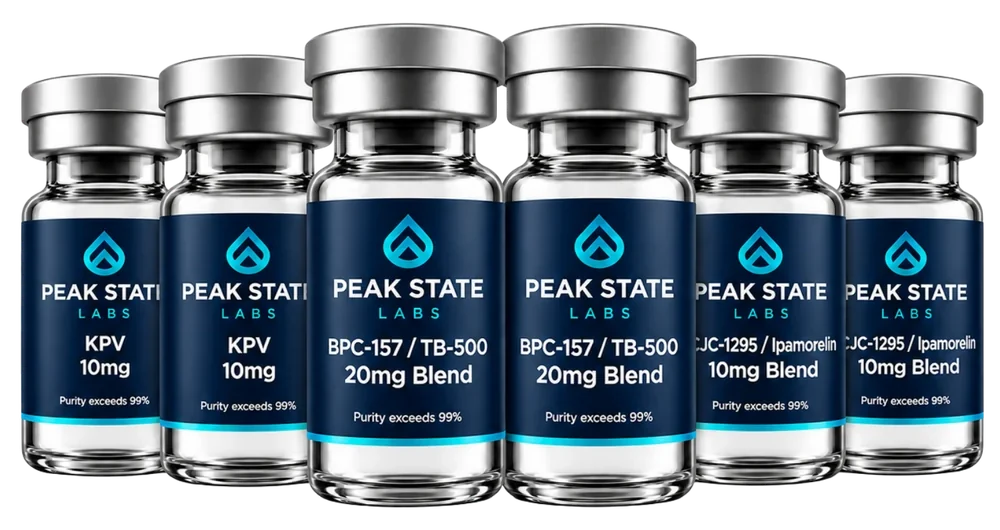 PEAK STATE
LABS
KPV
10mg
Purity exceeds 99%
PEAK STATE
LABS
KPV
10mg
Purity exceeds 99%
PEAK STATE
LABS
BPC-157 / TB-500
20mg Blend
Purity exceeds 99%
PEAK STATE
LABS
BPC-157 / TB-500
20mg Blend
Purity exceeds 99%
PEAK STATE
LABS
CJC-1295 / Ipamorelin
10mg Blend
Purity exceeds 99%
PEAK STATE
LABS
CJC-1295 / Ipamorelin
10mg Blend
Purity exceeds 99%